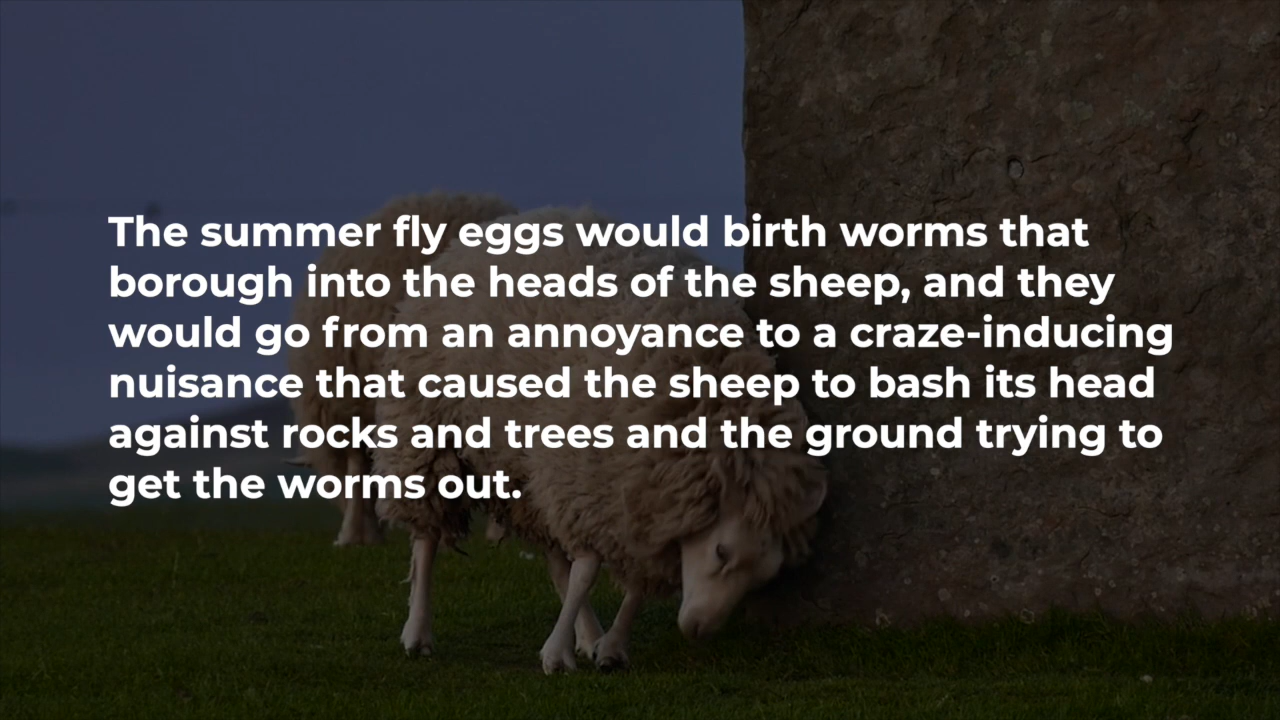 The summer fly eggs would birth worms that
borough into the heads of the sheep, and they
would go from an annoyance to a craze-inducing
nuisance that caused the sheep to bash its head
against rocks and trees and the ground trying to
get the worms out.